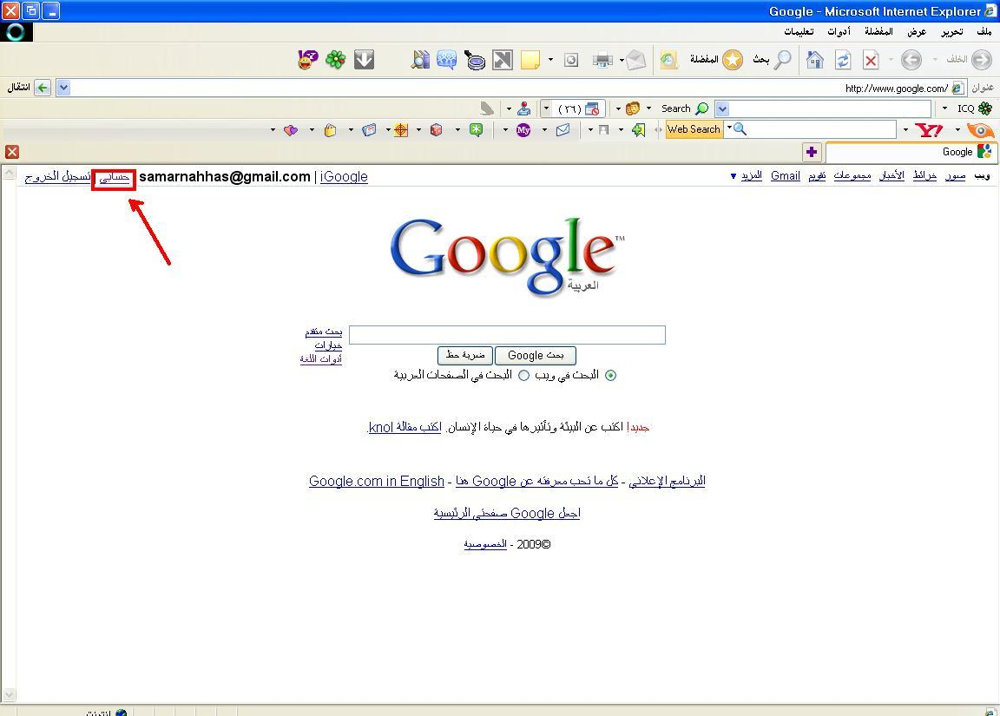 Google - Microsoft Internet Explorer
ملف تحرير عرض المفضلة أدوات تعليمات
الخلف بحث المفضلة
عنوان http://www.google.com/ انتقال
ICQ Search (٢٦)
Y! Web Search My
Google
ويب صور خرائط الأخبار مجموعات تقويم Gmail المزيد ▼
samarnahhas@gmail.com | iGoogle | حسابي | تسجيل الخروج
Google™
العربية
بحث متقدم
خيارات
أدوات اللغة
بحث Google ضربة حظ
البحث في ويب البحث في الصفحات العربية
جديد! اكتب عن البيئة وتأثيرها في حياة الإنسان. اكتب مقالة knol.
البرنامج الإعلاني - كل ما تحب معرفته عن Google هنا - Google.com in English
اجعل Google صفحتي الرئيسية
©2009 - الخصوصية
انترنت